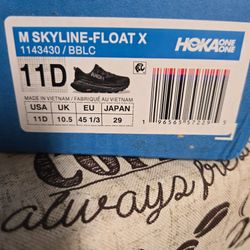 M SKYLINE-FLOAT X
1143430 / BBLC
HOKA ONE ONE
11D
MADE IN VIETNAM / FABRIQUÉ AU VIETNAM
USA UK EU JAPAN
11D 10.5 45 1/3 29
always fre